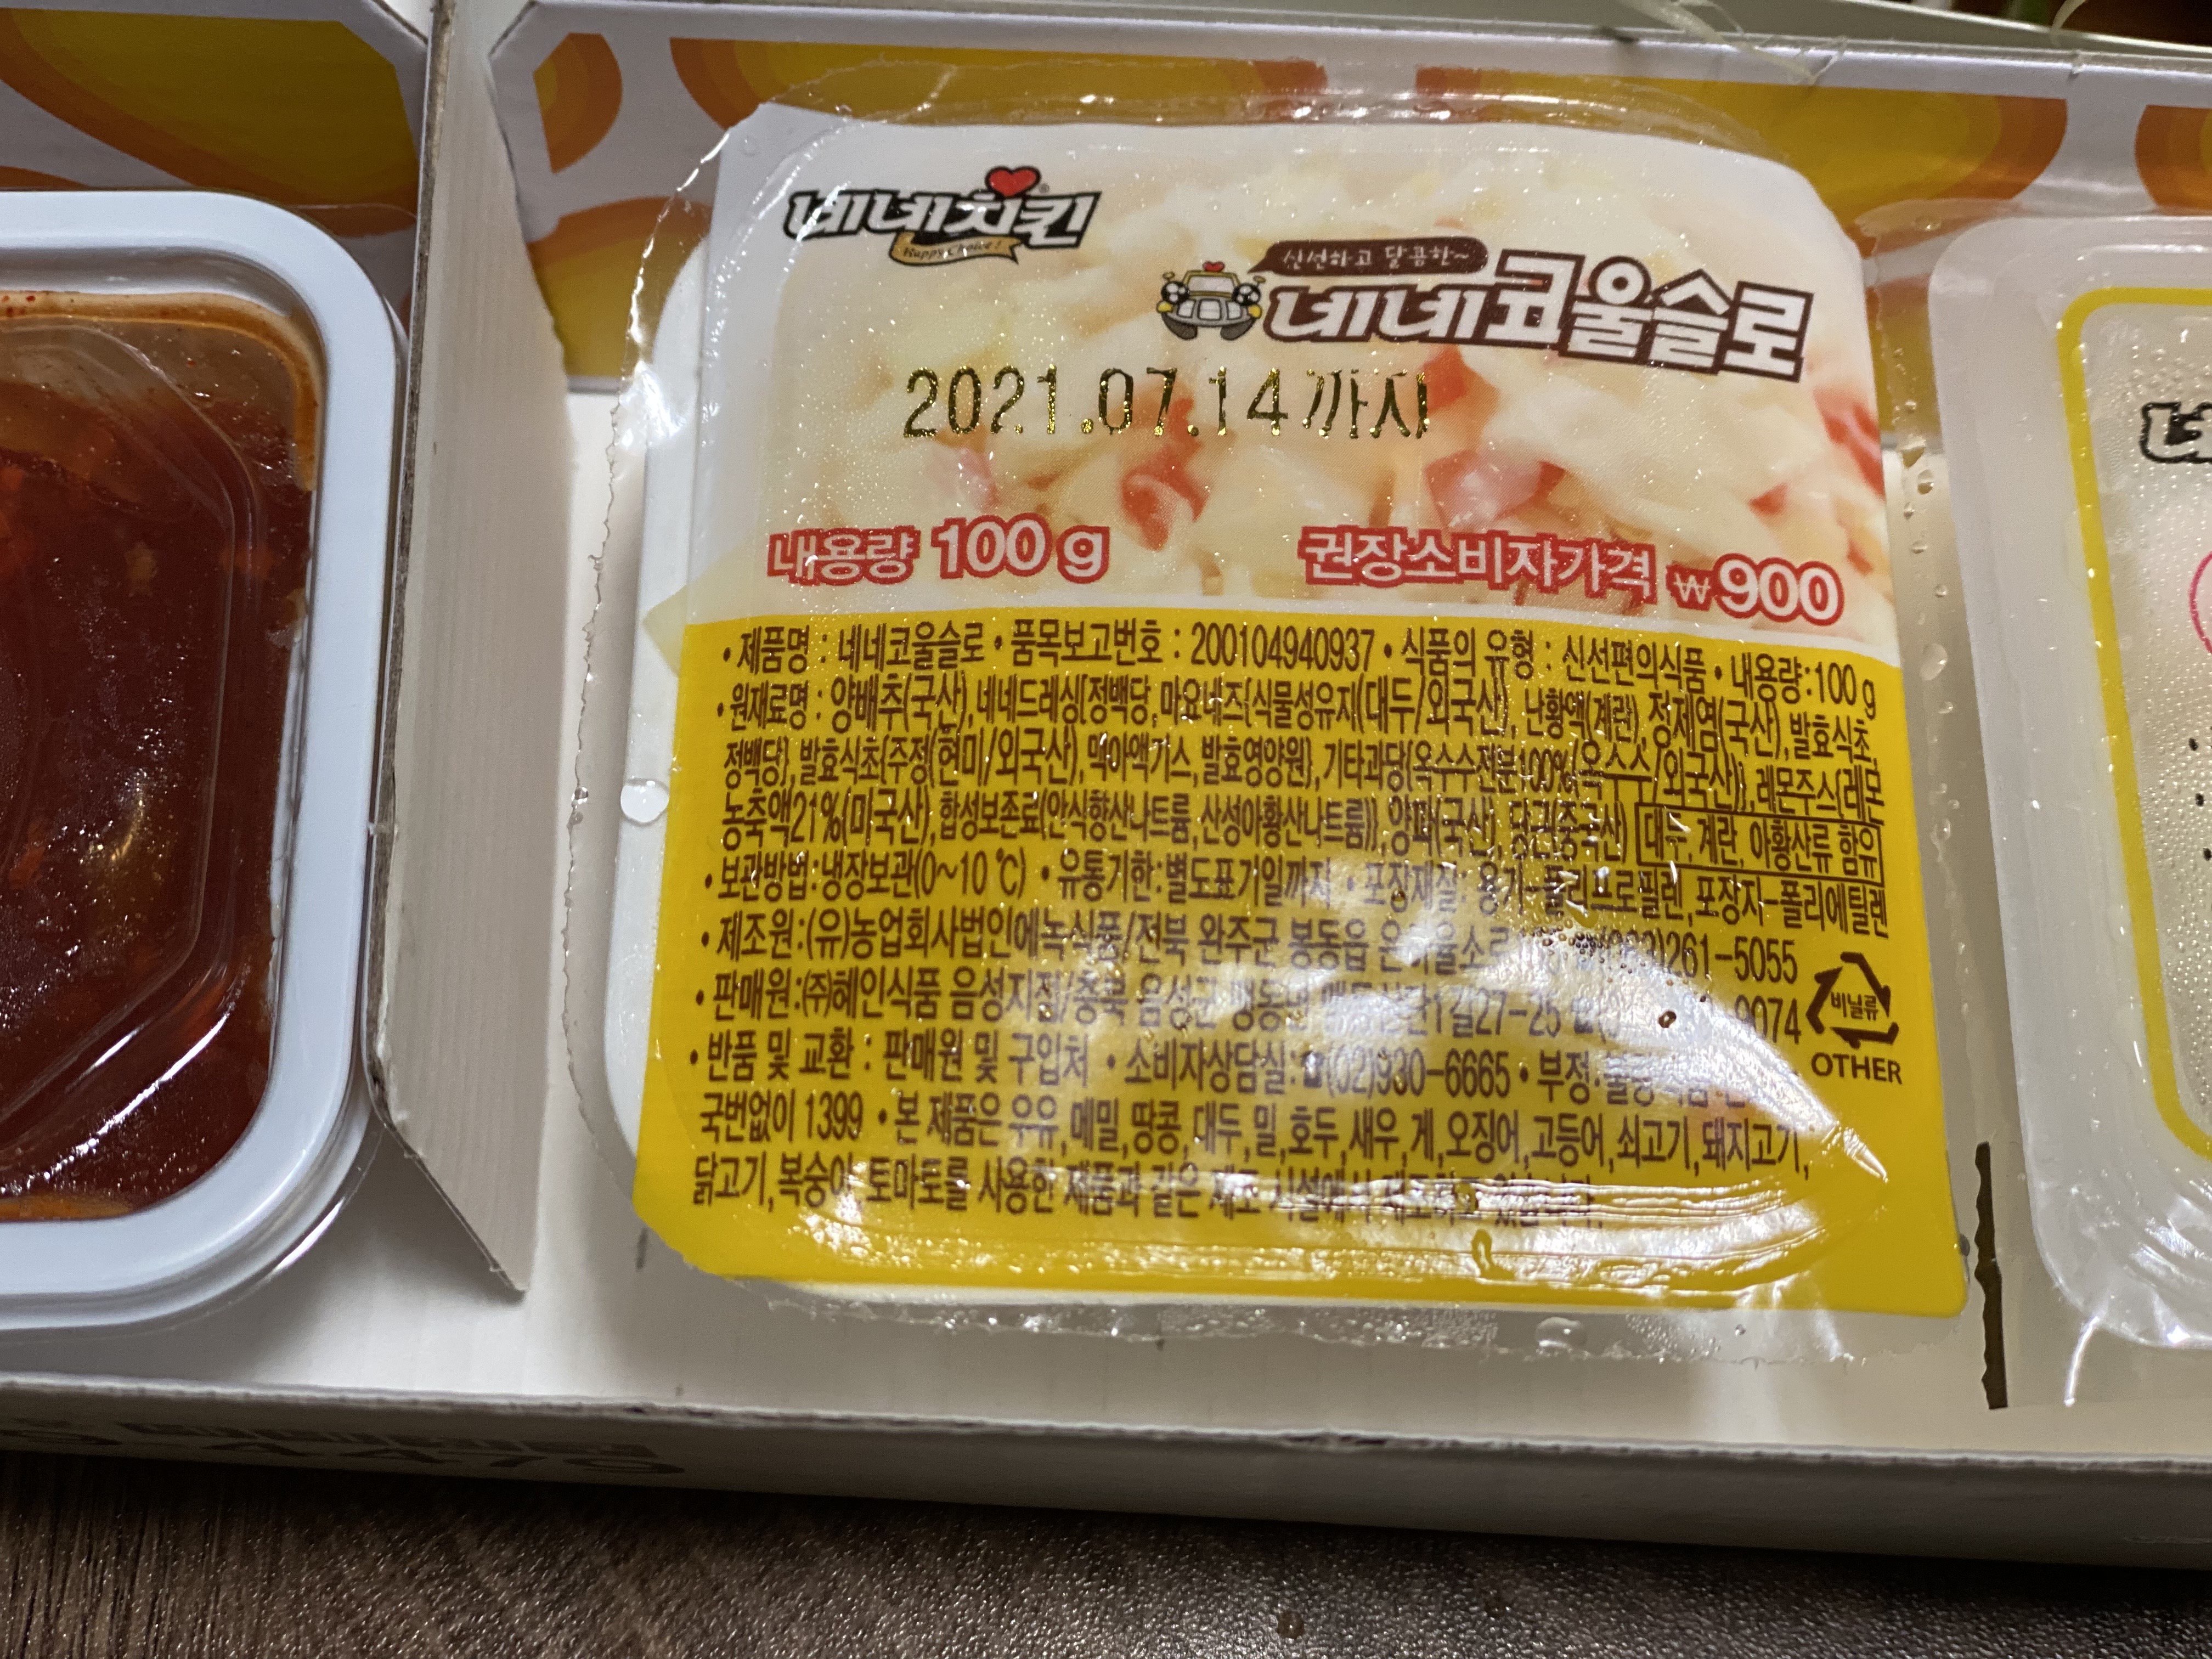 네네치킨
Happy Choice!
신선하고 달콤한~
네네코울슬로
2021.07.14까지
내용량 100g 권장소비자가격 ₩900
•제품명 : 네네코울슬로 •품목보고번호 : 200104940937 •식품의 유형 : 신선편의식품 •내용량:100g
•원재료명 : 양배추(국산),네네드레싱[정백당,마요네즈{식물성유지(대두/외국산), 난황액(계란),정제염(국산),발효식초,
정백당}, 발효식초{주정(현미/외국산),맥아액기스,발효영양원}, 기타과당{옥수수전분100%(옥수수/외국산)}, 레몬주스{레몬
농축액21%(미국산),합성보존료(안식향산나트륨,산성아황산나트륨)}], 양파(국산), 당근(중국산) 대두, 계란, 아황산류 함유
•보관방법:냉장보관(0~10℃) •유통기한:별도표기일까지 •포장재질: 용기-폴리프로필렌,포장지-폴리에틸렌
•제조원:(유)농업회사법인에녹식품/전북 완주군 봉동읍 261-5055
•판매원:㈜혜인식품 음성지점/충북 음성군 맹동면 1길27-25 9074
•반품 및 교환 : 판매원 및 구입처 •소비자상담실:☎(02)930-6665 •부정·불량식품
국번없이 1399 •본 제품은 우유,메밀,땅콩,대두,밀,호두,새우,게,오징어,고등어,쇠고기,돼지고기,
닭고기,복숭아,토마토를 사용한 제품과 같은 제조 시설에서 제조하고 있습니다.
비닐류
OTHER